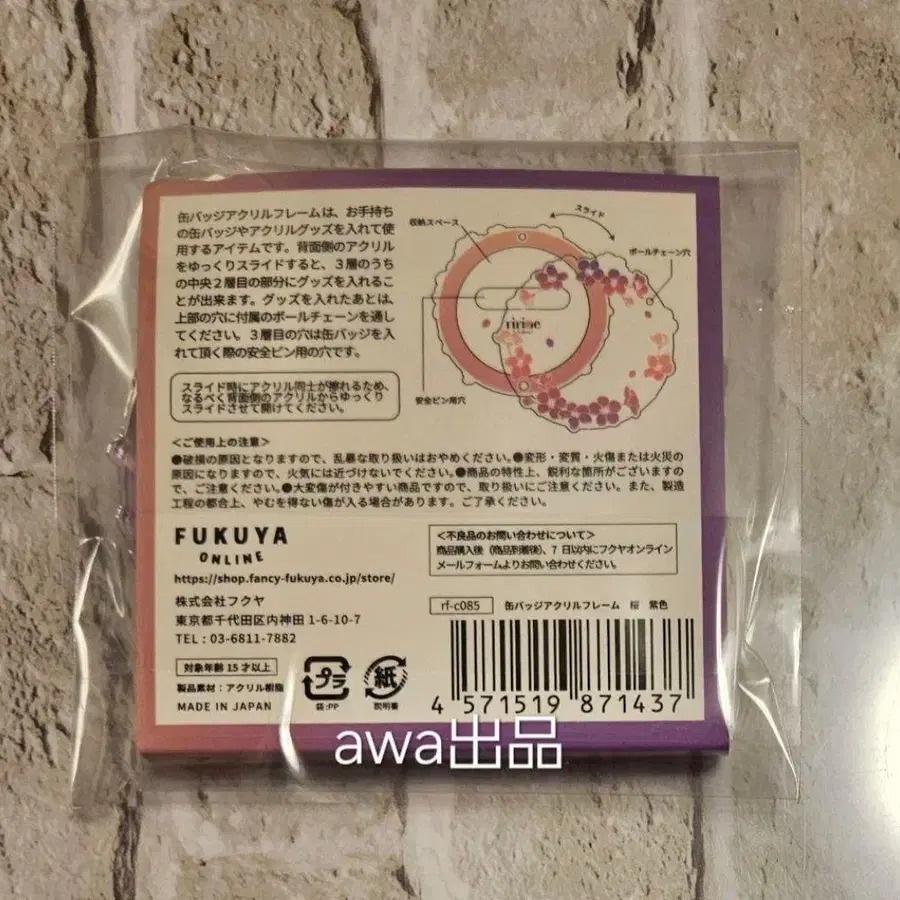 缶バッジアクリルフレームは、お手持ち
の缶バッジやアクリルグッズを入れて使
用するアイテムです。背面側のアクリル
をゆっくりスライドすると、3層のうち
の中央2層目の部分にグッズを入れるこ
とが出来ます。グッズを入れたあとは、
上部の穴に付属のボールチェーンを通し
てください。3層目の穴は缶バッジを入
れて頂く際の安全ピン用の穴です。
スライド時にアクリル同士が擦れるため、
なるべく背面側のアクリルからゆっくり
スライドさせて開けてください。
収納スペース
スライド
ボールチェーン穴
安全ピン用穴
<ご使用上の注意>
●破損の原因となりますので、乱暴な取り扱いはおやめください。●変形・変質・火傷または火災の
原因になりますので、火気には近づけないでください。●商品の特性上、鋭利な箇所がございますの
で、ご注意ください。●大変傷が付きやすい商品ですので、取り扱いにご注意ください。また、製造
工程の都合上、やむを得ない傷が入る場合があります。ご了承ください。
FUKUYA
ONLINE
https://shop.fancy-fukuya.co.jp/store/
株式会社フクヤ
東京都千代田区内神田 1-6-10-7
TEL : 03-6811-7882
対象年齢 15 才以上
製品素材:アクリル樹脂
MADE IN JAPAN
プラ
袋:PP
紙
説明書
<不良品のお問い合わせについて>
商品購入後(商品到着後)、7 日以内にフクヤオンライン
メールフォームよりお問い合わせください。
rf-c085 缶バッジアクリルフレーム 桜 紫色
4 571519 871437
awa出品